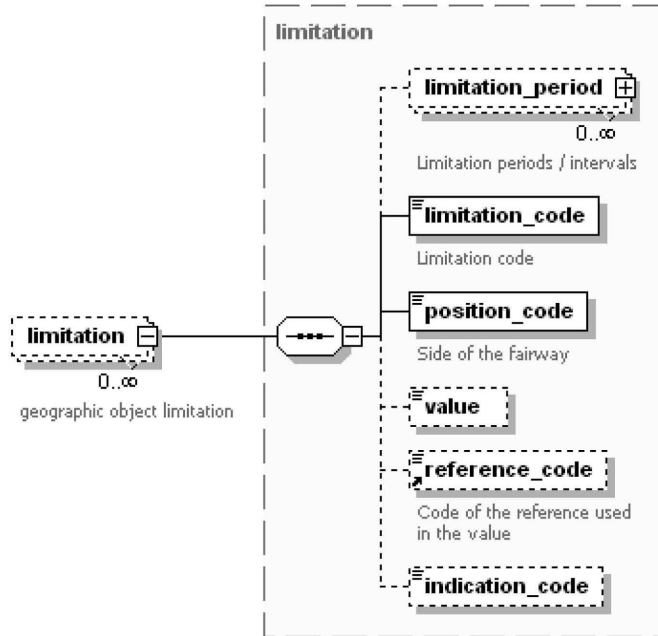 limitation
limitation_period
0..∞
Limitation periods / intervals
limitation_code
Limitation code
position_code
Side of the fairway
limitation
0..∞
geographic object limitation
value
reference_code
Code of the reference used
in the value
indication_code